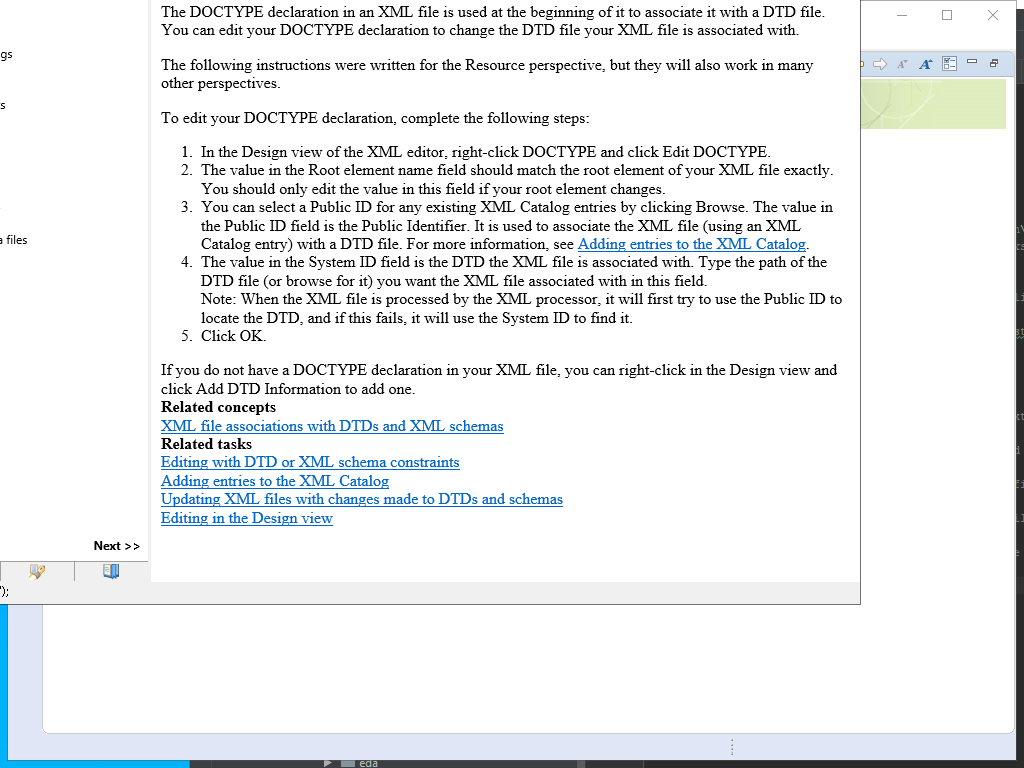 The DOCTYPE declaration in an XML file is used at the beginning of it to associate it with a DTD file.
You can edit your DOCTYPE declaration to change the DTD file your XML file is associated with.
The following instructions were written for the Resource perspective, but they will also work in many
other perspectives.
To edit your DOCTYPE declaration, complete the following steps:
1. In the Design view of the XML editor, right-click DOCTYPE and click Edit DOCTYPE.
2. The value in the Root element name field should match the root element of your XML file exactly.
You should only edit the value in this field if your root element changes.
3. You can select a Public ID for any existing XML Catalog entries by clicking Browse. The value in
the Public ID field is the Public Identifier. It is used to associate the XML file (using an XML
Catalog entry) with a DTD file. For more information, see Adding entries to the XML Catalog.
4. The value in the System ID field is the DTD the XML file is associated with. Type the path of the
DTD file (or browse for it) you want the XML file associated with in this field.
Note: When the XML file is processed by the XML processor, it will first try to use the Public ID to
locate the DTD, and if this fails, it will use the System ID to find it.
5. Click OK.
If you do not have a DOCTYPE declaration in your XML file, you can right-click in the Design view and
click Add DTD Information to add one.
Related concepts
XML file associations with DTDs and XML schemas
Related tasks
Editing with DTD or XML schema constraints
Adding entries to the XML Catalog
Updating XML files with changes made to DTDs and schemas
Editing in the Design view
gs
s
files
Next >>
");
eda